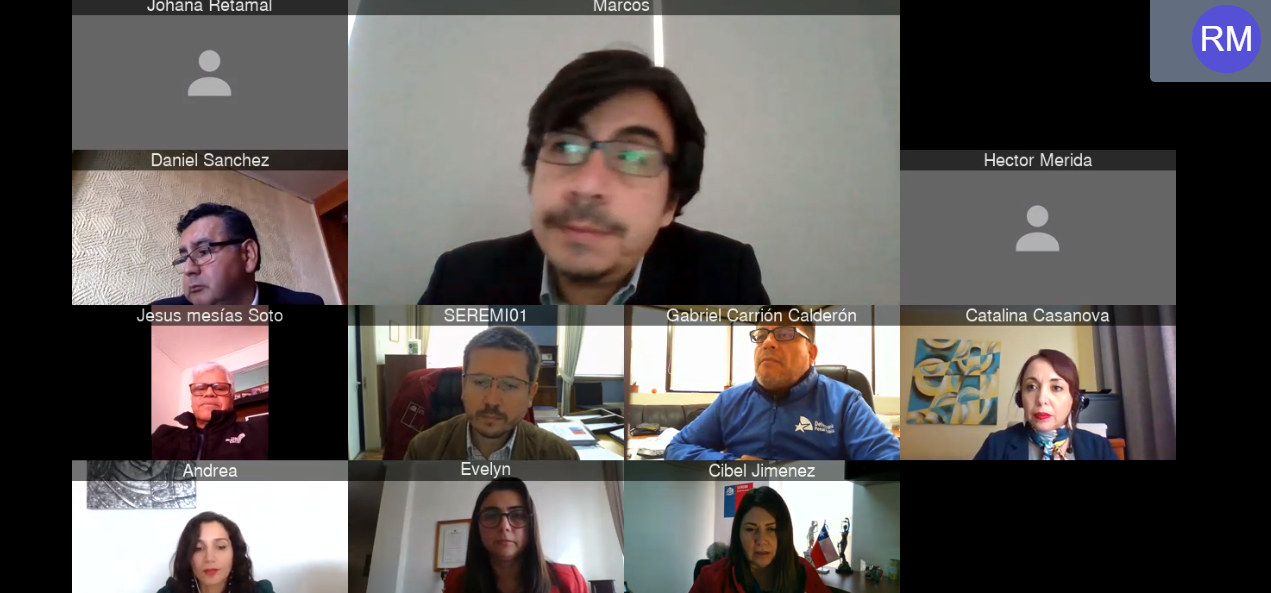 Johana Retamal
Marcos
RM
Daniel Sanchez
Hector Merida
Jesus mesías Soto
SEREMI01
Gabriel Carrión Calderón
Catalina Casanova
Defensoría
Andrea
Evelyn
Cibel Jimenez